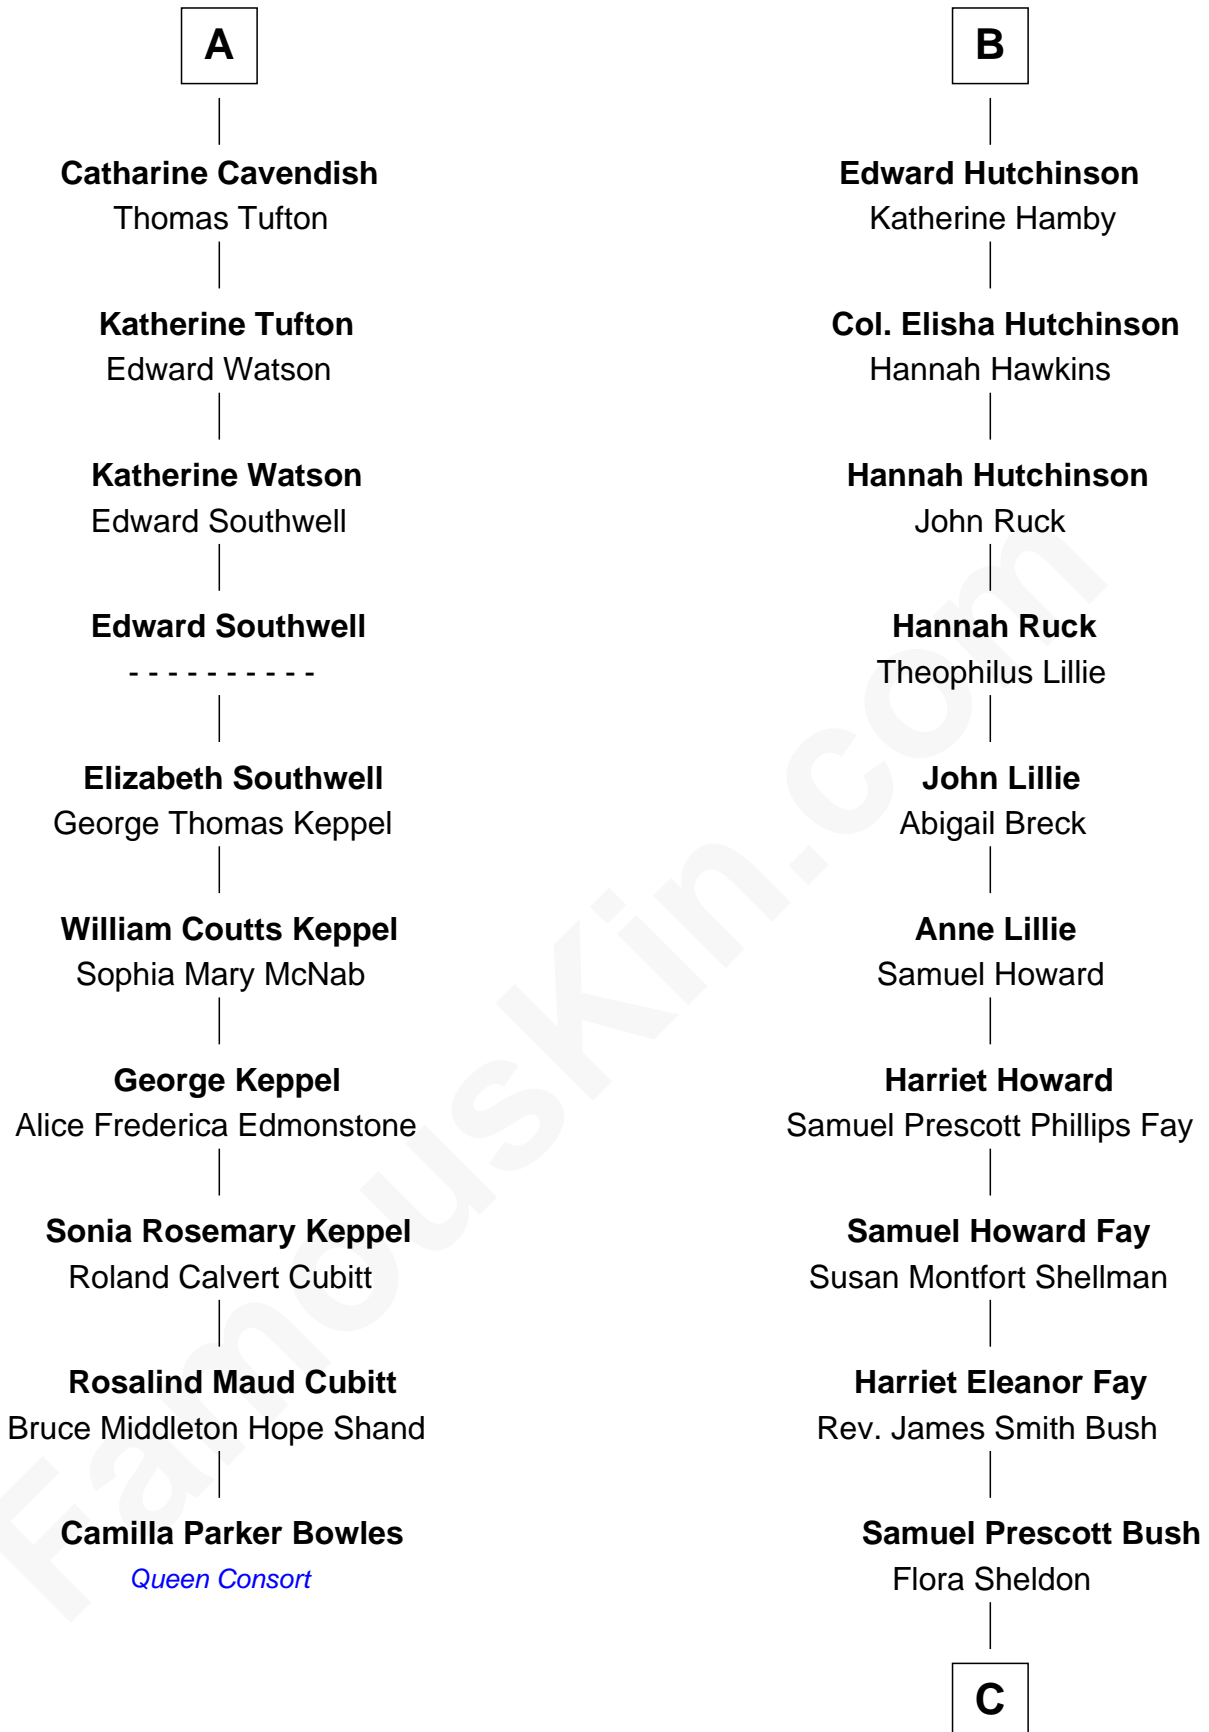 A
Catharine Cavendish
Thomas Tufton
Katherine Tufton
Edward Watson
Katherine Watson
Edward Southwell
Edward Southwell
- - - - - - - - - -
Elizabeth Southwell
George Thomas Keppel
William Coutts Keppel
Sophia Mary McNab
George Keppel
Alice Frederica Edmonstone
Sonia Rosemary Keppel
Roland Calvert Cubitt
Rosalind Maud Cubitt
Bruce Middleton Hope Shand
Camilla Parker Bowles
Queen Consort
B
Edward Hutchinson
Katherine Hamby
Col. Elisha Hutchinson
Hannah Hawkins
Hannah Hutchinson
John Ruck
Hannah Ruck
Theophilus Lillie
John Lillie
Abigail Breck
Anne Lillie
Samuel Howard
Harriet Howard
Samuel Prescott Phillips Fay
Samuel Howard Fay
Susan Montfort Shellman
Harriet Eleanor Fay
Rev. James Smith Bush
Samuel Prescott Bush
Flora Sheldon
C
FamousKin.com